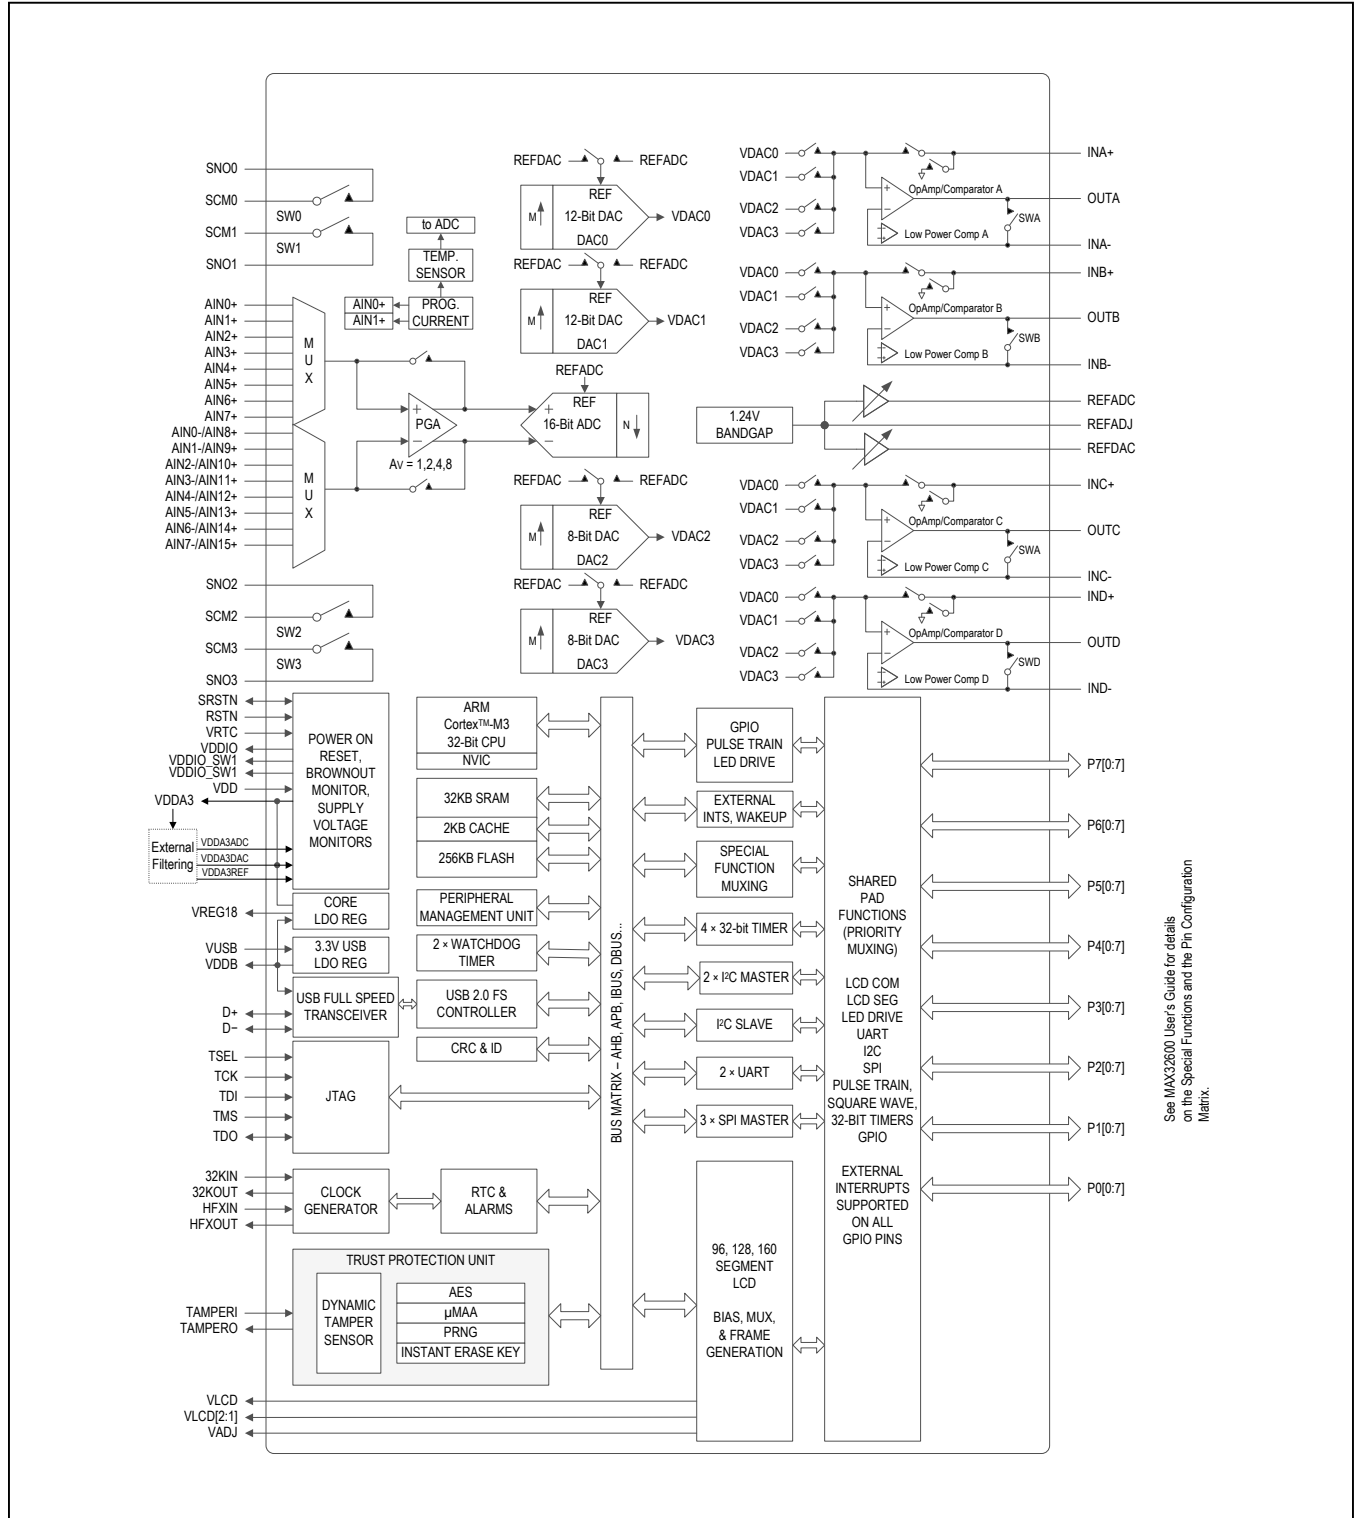 SNO0
SCM0
SW0
SCM1
SW1
SNO1
to ADC
TEMP.
SENSOR
AIN0+
AIN1+
PROG.
CURRENT
AIN0+
AIN1+
AIN2+
AIN3+
AIN4+
AIN5+
AIN6+
AIN7+
AIN0-/AIN8+
AIN1-/AIN9+
AIN2-/AIN10+
AIN3-/AIN11+
AIN4-/AIN12+
AIN5-/AIN13+
AIN6-/AIN14+
AIN7-/AIN15+
M
U
X
M
U
X
+
PGA
−
AV = 1,2,4,8
REFADC
REF
+
16-Bit ADC
−
N
REFDAC
REFADC
REF
M
12-Bit DAC
DAC0
VDAC0
REFDAC
REFADC
REF
M
12-Bit DAC
DAC1
VDAC1
REFDAC
REFADC
REF
M
8-Bit DAC
DAC2
VDAC2
REFDAC
REFADC
REF
M
8-Bit DAC
DAC3
VDAC3
VDAC0
VDAC1
VDAC2
VDAC3
+
−
OpAmp/Comparator A
Low Power Comp A
SWA
INA+
OUTA
INA-
VDAC0
VDAC1
VDAC2
VDAC3
+
−
OpAmp/Comparator B
Low Power Comp B
SWB
INB+
OUTB
INB-
1.24V
BANDGAP
REFADC
REFADJ
REFDAC
VDAC0
VDAC1
VDAC2
VDAC3
+
−
OpAmp/Comparator C
Low Power Comp C
SWA
INC+
OUTC
INC-
VDAC0
VDAC1
VDAC2
VDAC3
+
−
OpAmp/Comparator D
Low Power Comp D
SWD
IND+
OUTD
IND-
SNO2
SCM2
SW2
SCM3
SW3
SNO3
SRSTN
RSTN
VRTC
VDDIO
VDDIO_SW1
VDDIO_SW1
VDD
VDDA3
External
Filtering
VDDA3ADC
VDDA3DAC
VDDA3REF
POWER ON
RESET,
BROWNOUT
MONITOR,
SUPPLY
VOLTAGE
MONITORS
VREG18
CORE
LDO REG
VUSB
VDDB
3.3V USB
LDO REG
D+
D−
USB FULL SPEED
TRANSCEIVER
TSEL
TCK
TDI
TMS
TDO
JTAG
32KIN
32KOUT
HFXIN
HFXOUT
CLOCK
GENERATOR
RTC &
ALARMS
ARM
Cortex™-M3
32-Bit CPU
NVIC
32KB SRAM
2KB CACHE
256KB FLASH
PERIPHERAL
MANAGEMENT UNIT
2 × WATCHDOG
TIMER
USB 2.0 FS
CONTROLLER
CRC & ID
TRUST PROTECTION UNIT
DYNAMIC
TAMPER
SENSOR
AES
µMAA
PRNG
INSTANT ERASE KEY
TAMPERI
TAMPERO
VLCD
VLCD[2:1]
VADJ
BUS MATRIX – AHB, APB, IBUS, DBUS...
GPIO
PULSE TRAIN
LED DRIVE
EXTERNAL
INTS, WAKEUP
SPECIAL
FUNCTION
MUXING
4 × 32-bit TIMER
2 × I²C MASTER
I²C SLAVE
2 × UART
3 × SPI MASTER
96, 128, 160
SEGMENT
LCD
BIAS, MUX,
& FRAME
GENERATION
SHARED
PAD
FUNCTIONS
(PRIORITY
MUXING)
LCD COM
LCD SEG
LED DRIVE
UART
I2C
SPI
PULSE TRAIN,
SQUARE WAVE,
32-BIT TIMERS
GPIO
EXTERNAL
INTERRUPTS
SUPPORTED
ON ALL
GPIO PINS
P7[0:7]
P6[0:7]
P5[0:7]
P4[0:7]
P3[0:7]
P2[0:7]
P1[0:7]
P0[0:7]
See MAX32600 User's Guide for details
on the Special Functions and the Pin Configuration
Matrix.